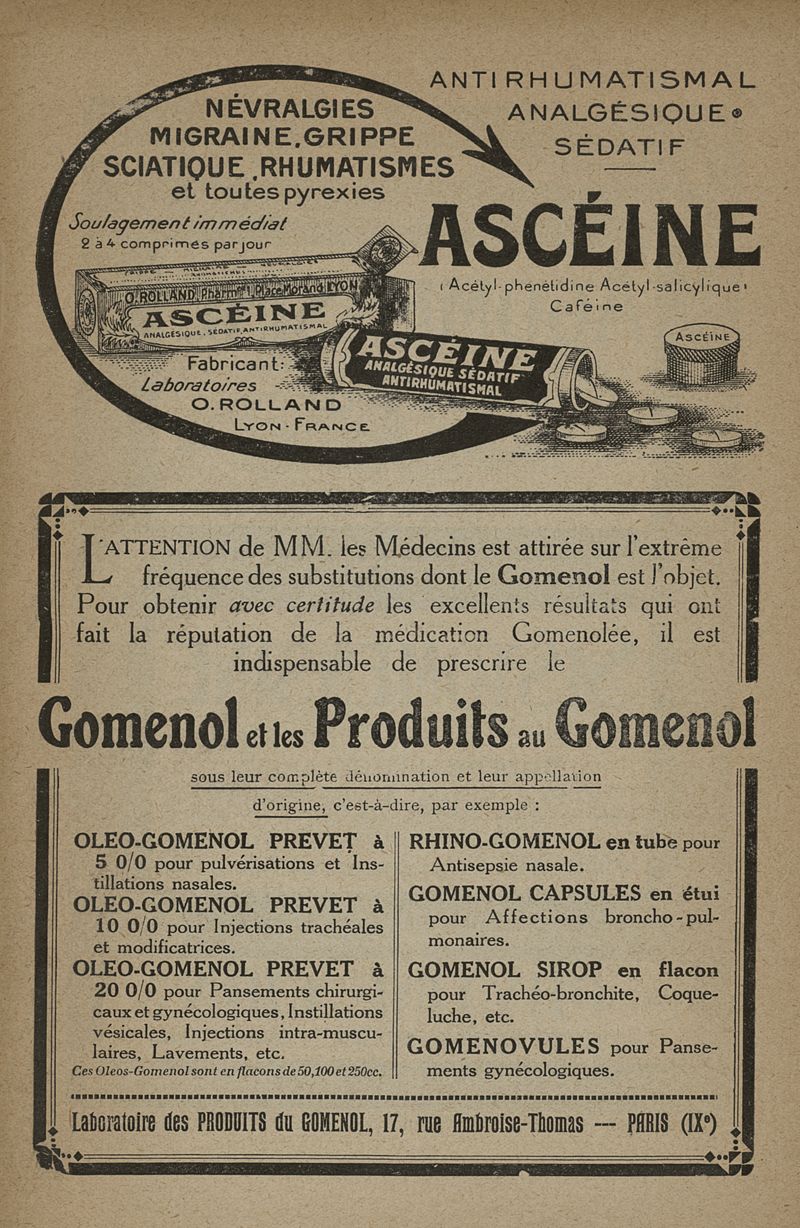 ANTIRHUMATISMAL
ANALGÉSIQUE
SÉDATIF
NÉVRALGIES
MIGRAINE, GRIPPE
SCIATIQUE, RHUMATISMES
et toutes pyrexies
Soulagement immédiat
2 à 4 comprimés par jour
ASCÉINE
(Acétyl-phenétidine Acétyl-salicylique)
Caféine
O. ROLLAND Pharmen 1, Place Morand LYON
ASCÉINE
ANALGÉSIQUE, SÉDATIF, ANTIRHUMATISMAL
ASCÉINE
ANALGÉSIQUE SÉDATIF
ANTIRHUMATISMAL
ASCÉINE
Fabricant:
Laboratoires
O. ROLLAND
LYON - FRANCE
L'ATTENTION de MM. les Médecins est attirée sur l'extrême
fréquence des substitutions dont le Gomenol est l'objet.
Pour obtenir avec certitude les excellents résultats qui ont
fait la réputation de la médication Gomenolée, il est
indispensable de prescrire le
Gomenol et les Produits au Gomenol
sous leur complète dénomination et leur appellation
d'origine, c'est-à-dire, par exemple :
OLEO-GOMENOL PREVET à
5 0/0 pour pulvérisations et Ins-
tillations nasales.
OLEO-GOMENOL PREVET à
10 0/0 pour Injections trachéales
et modificatrices.
OLEO-GOMENOL PREVET à
20 0/0 pour Pansements chirurgi-
caux et gynécologiques, Instillations
vésicales, Injections intra-muscu-
laires, Lavements, etc.
Ces Oleos-Gomenol sont en flacons de 50, 100 et 250cc.
RHINO-GOMENOL en tube pour
Antisepsie nasale.
GOMENOL CAPSULES en étui
pour Affections broncho-pul-
monaires.
GOMENOL SIROP en flacon
pour Trachéo-bronchite, Coque-
luche, etc.
GOMENOVULES pour Panse-
ments gynécologiques.
Laboratoire des PRODUITS du GOMENOL, 17, rue Ambroise-Thomas --- PARIS (IXe)